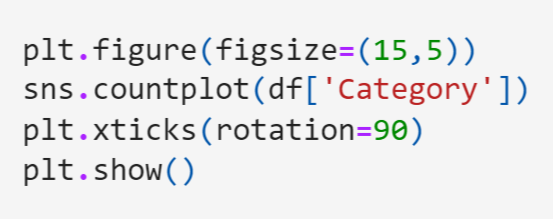 plt.figure(figsize=(15,5))
sns.countplot(df['Category'])
plt.xticks(rotation=90)
plt.show()